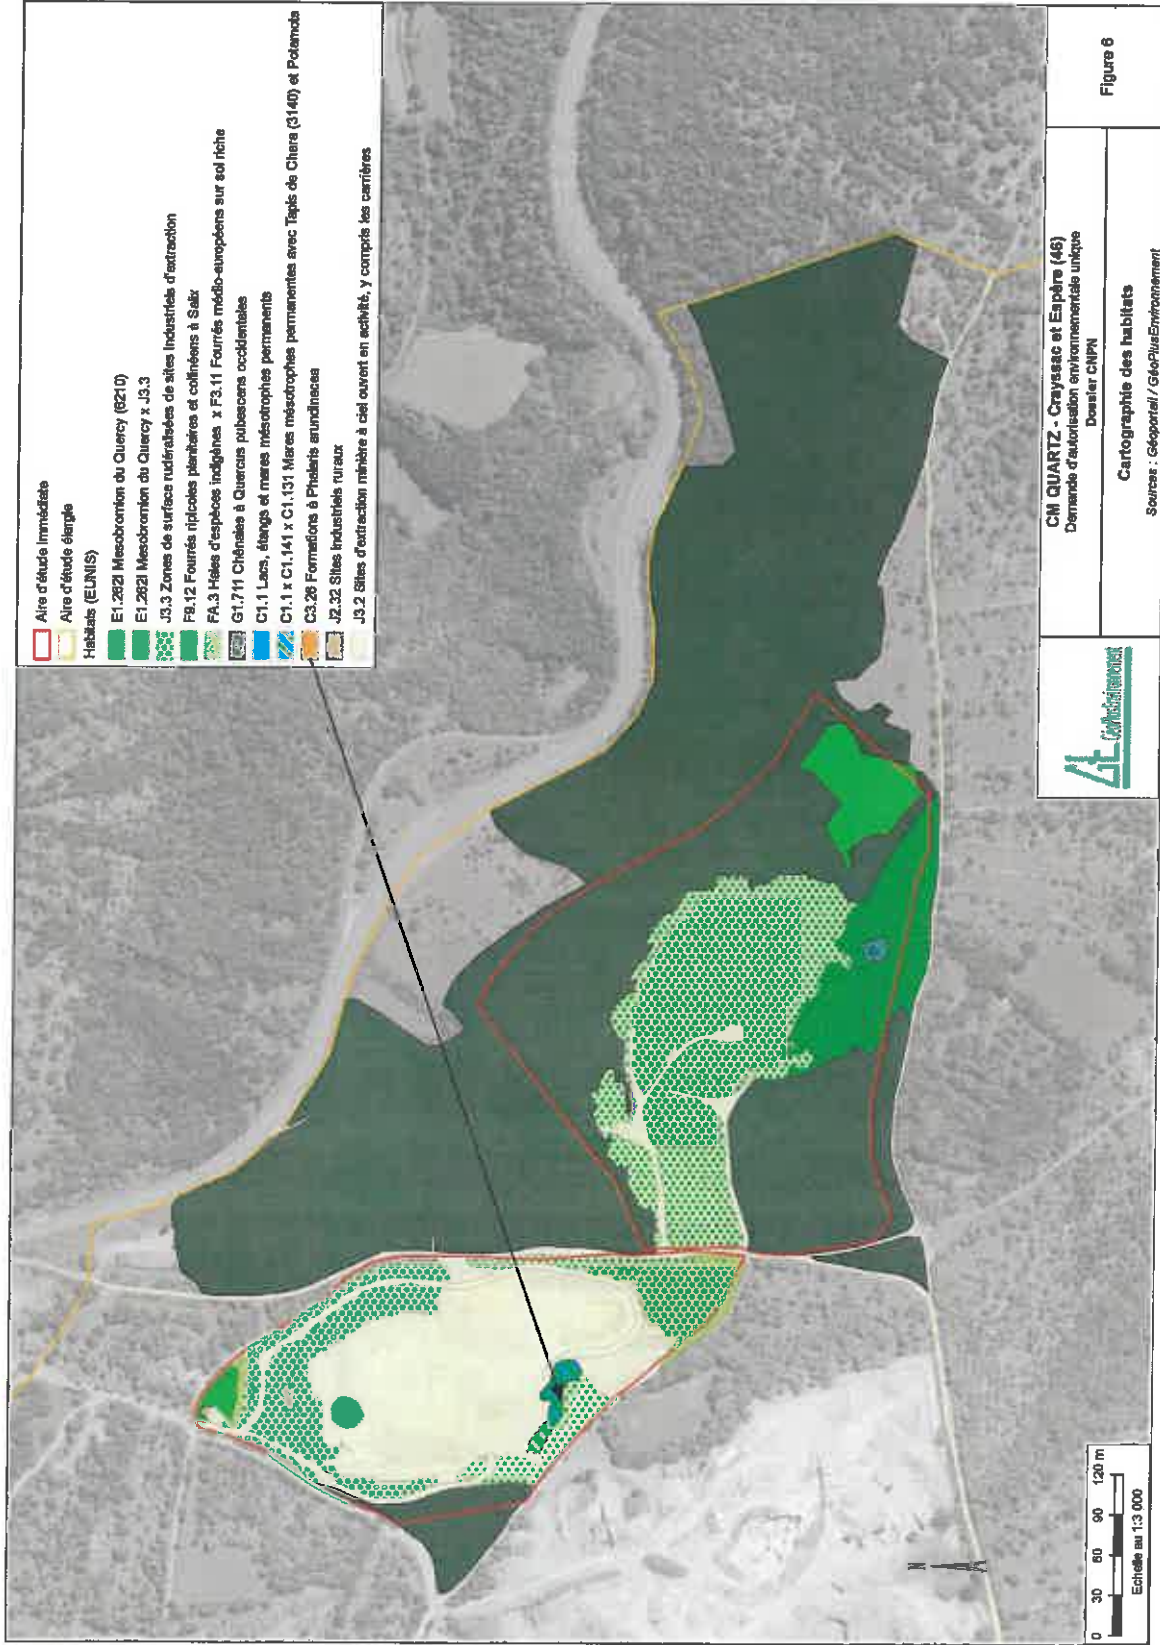 Aire d'étude immédiate
Aire d'étude élargie
Habitats (EUNIS)
E1.262I Mesobromion du Quercy (6210)
E1.262I Mesobromion du Quercy x J3.3
J3.3 Zones de surface rudéralisées de sites industriels d'extraction
F9.12 Fourrés ripicoles planitiaires et collinéens à Salix
FA.3 Haies d'espèces indigènes x F3.11 Fourrés médio-européens sur sol riche
G1.711 Chênaies à Quercus pubescens occidentales
C1.1 Lacs, étangs et mares mésotrophes permanents
C1.1 x C1.141 x C1.131 Mares mésotrophes permanentes avec Tapis de Chara (3140) et Potamots
C3.26 Formations à Phalaris arundinacea
J2.32 Sites industriels ruraux
J3.2 Sites d'extraction minière à ciel ouvert en activité, y compris les carrières
CM QUARTZ - Crayssac et Espère (46)
Demande d'autorisation environnementale unique
Dossier CNPN
Figure 6
Cartographie des habitats
Sources : Géoportail / GéoPlusEnvironnement
GéoPlusEnvironnement
N
0 30 60 90 120 m
Echelle au 1:3 000